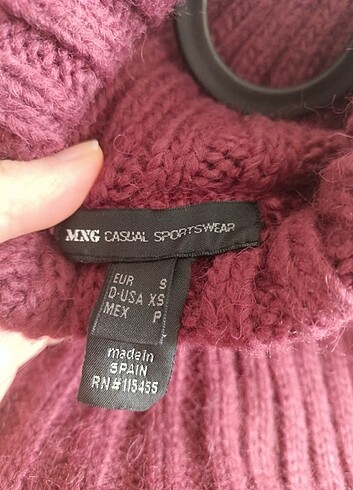 MNG CASUAL SPORTSWEAR
EUR S
D-USA XS
MEX P
made in
SPAIN
RN#115455